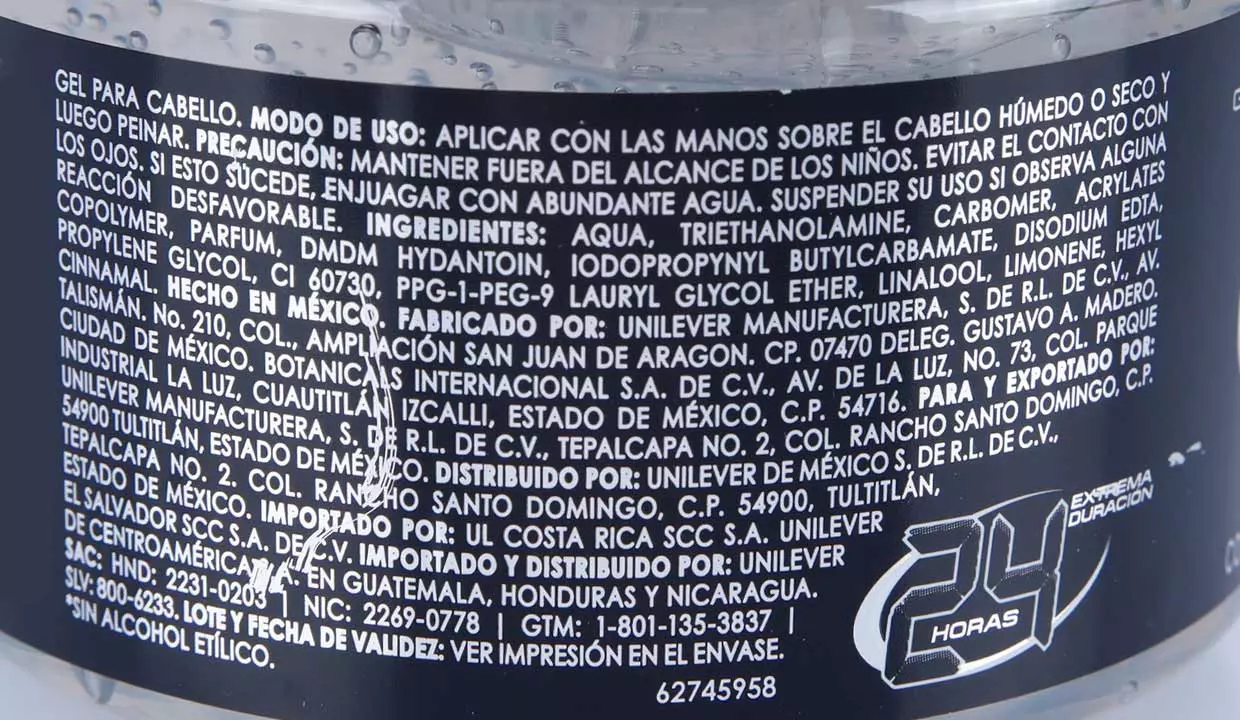 GEL PARA CABELLO. MODO DE USO: APLICAR CON LAS MANOS SOBRE EL CABELLO HÚMEDO O SECO Y
LUEGO PEINAR. PRECAUCIÓN: MANTENER FUERA DEL ALCANCE DE LOS NIÑOS. EVITAR EL CONTACTO CON
LOS OJOS. SI ESTO SUCEDE, ENJUAGAR CON ABUNDANTE AGUA. SUSPENDER SU USO SI OBSERVA ALGUNA
REACCIÓN DESFAVORABLE. INGREDIENTES: AQUA, TRIETHANOLAMINE, CARBOMER, ACRYLATES
COPOLYMER, PARFUM, DMDM HYDANTOIN, IODOPROPYNYL BUTYLCARBAMATE, DISODIUM EDTA,
PROPYLENE GLYCOL, CI 60730, PPG-1-PEG-9 LAURYL GLYCOL ETHER, LINALOOL, LIMONENE, HEXYL
CINNAMAL. HECHO EN MÉXICO. FABRICADO POR: UNILEVER MANUFACTURERA, S. DE R.L. DE C.V., AV.
TALISMÁN. No. 210, COL., AMPLIACIÓN SAN JUAN DE ARAGON. CP. 07470 DELEG. GUSTAVO A. MADERO.
CIUDAD DE MÉXICO. BOTANICALS INTERNACIONAL S.A. DE C.V., AV. DE LA LUZ, NO. 73, COL. PARQUE
INDUSTRIAL LA LUZ, CUAUTITLÁN IZCALLI, ESTADO DE MÉXICO, C.P. 54716. PARA Y EXPORTADO POR:
UNILEVER MANUFACTURERA, S. DE R.L. DE C.V., TEPALCAPA NO. 2, COL. RANCHO SANTO DOMINGO, C.P.
54900 TULTITLÁN, ESTADO DE MÉXICO. DISTRIBUIDO POR: UNILEVER DE MÉXICO S. DE R.L. DE C.V.,
TEPALCAPA NO. 2. COL. RANCHO SANTO DOMINGO, C.P. 54900, TULTITLÁN,
ESTADO DE MÉXICO. IMPORTADO POR: UL COSTA RICA SCC S.A. UNILEVER
EL SALVADOR SCC S.A. DE C.V. IMPORTADO Y DISTRIBUIDO POR: UNILEVER
DE CENTROAMÉRICA S.A. EN GUATEMALA, HONDURAS Y NICARAGUA.
SAC: HND: 2231-0203 | NIC: 2269-0778 | GTM: 1-801-135-3837 |
SLV: 800-6233. LOTE Y FECHA DE VALIDEZ: VER IMPRESIÓN EN EL ENVASE.
*SIN ALCOHOL ETÍLICO.
62745958
EXTREMA
DURACIÓN
24
HORAS